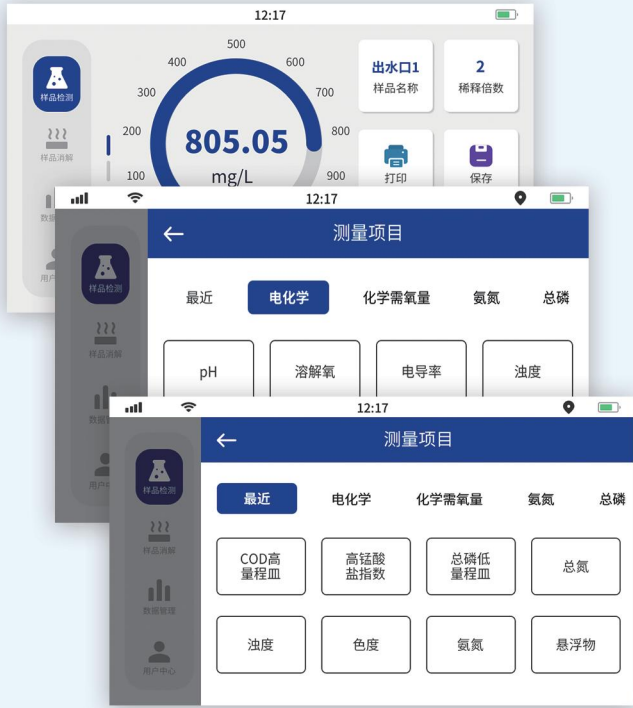 12:17
样品检测
样品消解
500
400
600
300
700
200
800
100
900
805.05
mg/L
出水口1
样品名称
2
稀释倍数
打印
保存
12:17
样品检测
样品消解
测量项目
最近
电化学
化学需氧量
氨氮
总磷
pH
溶解氧
电导率
浊度
12:17
样品检测
样品消解
数据管理
用户中心
测量项目
最近
电化学
化学需氧量
氨氮
总磷
COD高
量程皿
高锰酸
盐指数
总磷低
量程皿
总氮
浊度
色度
氨氮
悬浮物